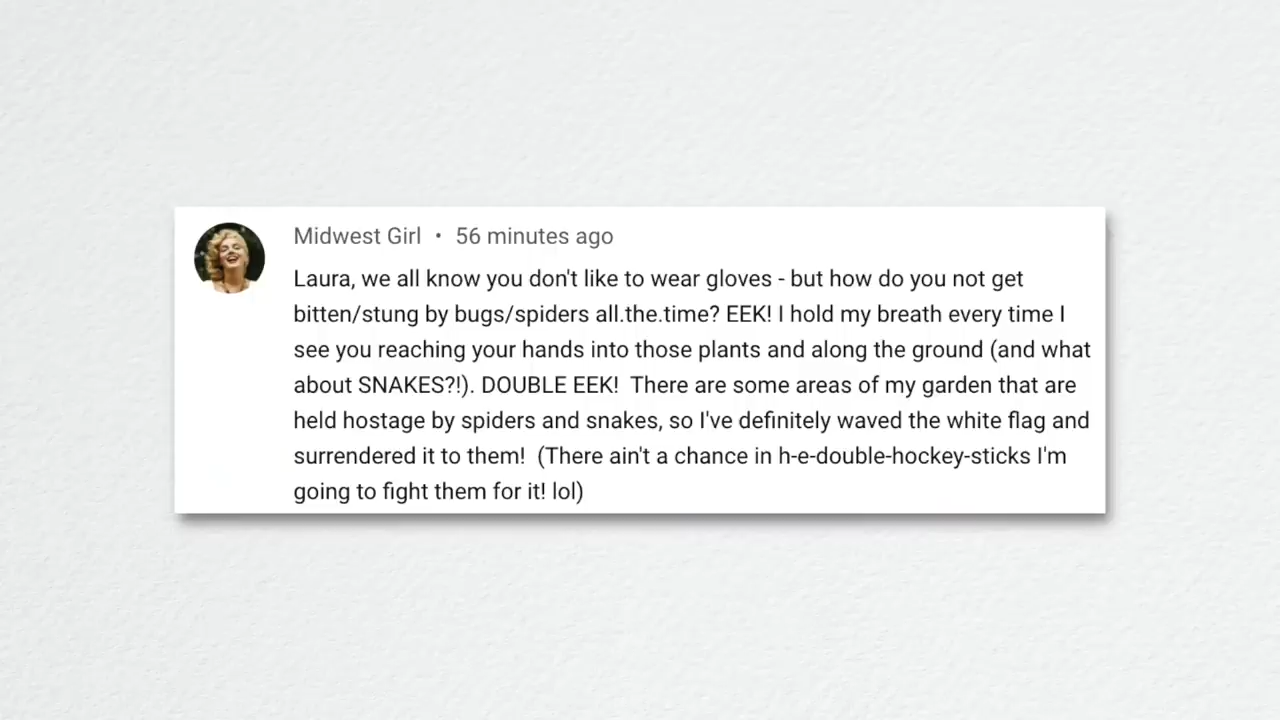 Midwest Girl • 56 minutes ago
Laura, we all know you don't like to wear gloves - but how do you not get
bitten/stung by bugs/spiders all.the.time? EEK! I hold my breath every time I
see you reaching your hands into those plants and along the ground (and what
about SNAKES?!). DOUBLE EEK!  There are some areas of my garden that are
held hostage by spiders and snakes, so I've definitely waved the white flag and
surrendered it to them!  (There ain't a chance in h-e-double-hockey-sticks I'm
going to fight them for it! lol)